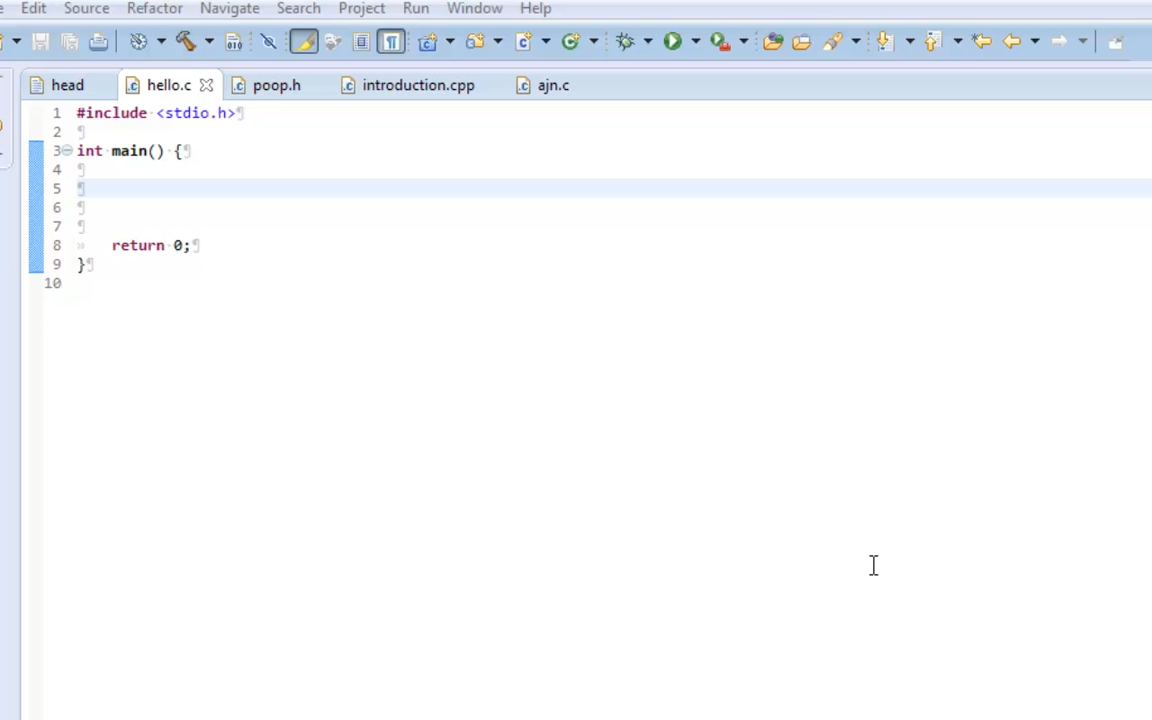 Edit Source Refactor Navigate Search Project Run Window Help
head hello.c poop.h introduction.cpp ajn.c
1 #include <stdio.h>¶
2 ¶
3 int main() {¶
4 ¶
5 ¶
6 ¶
7 ¶
8 » return 0;¶
9 }¶
10